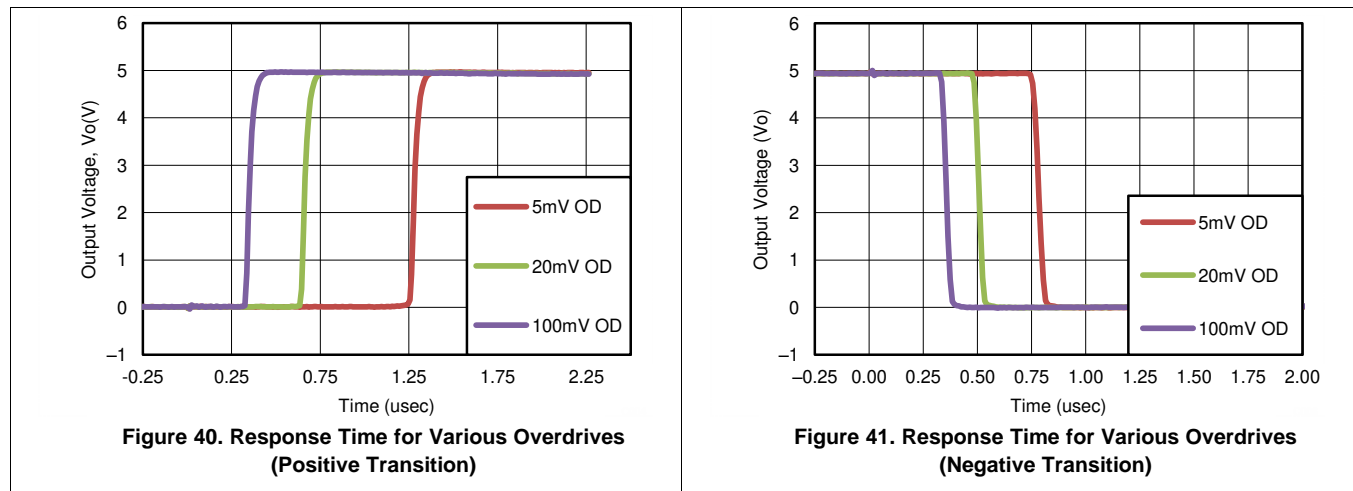 6
5
4
3
2
1
0
–1
Output Voltage, Vo(V)
5mV OD
20mV OD
100mV OD
-0.25 0.25 0.75 1.25 1.75 2.25
Time (usec)
Figure 40. Response Time for Various Overdrives
(Positive Transition)
6
5
4
3
2
1
0
–1
Output Voltage (Vo)
5mV OD
20mV OD
100mV OD
–0.25 0.00 0.25 0.50 0.75 1.00 1.25 1.50 1.75 2.00
Time (usec)
Figure 41. Response Time for Various Overdrives
(Negative Transition)